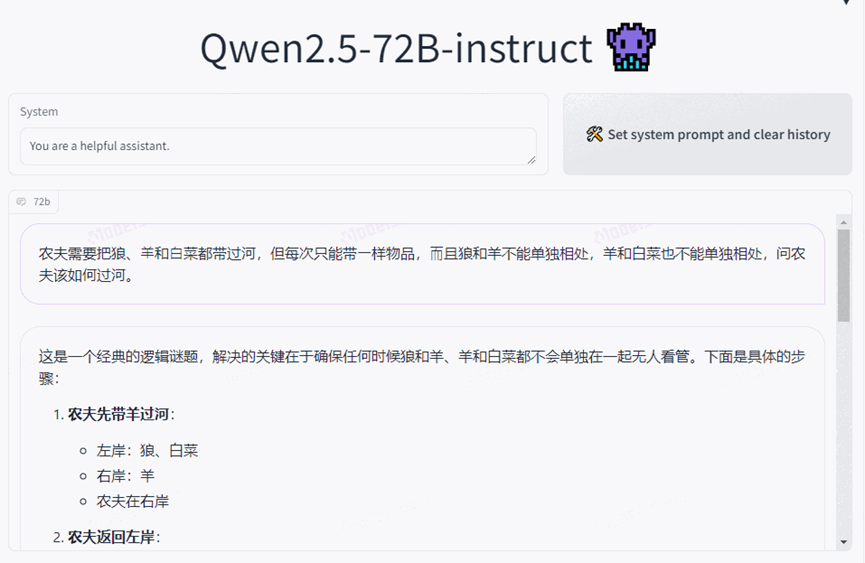 Qwen2.5-72B-instruct
System
You are a helpful assistant.
🛠️ Set system prompt and clear history
72b
农夫需要把狼、羊和白菜都带过河，但每次只能带一样物品，而且狼和羊不能单独相处，羊和白菜也不能单独相处，问农
夫该如何过河。
这是一个经典的逻辑谜题，解决的关键在于确保任何时候狼和羊、羊和白菜都不会单独在一起无人看管。下面是具体的步
骤：
1. 农夫先带羊过河：
左岸：狼、白菜
右岸：羊
农夫在右岸
2. 农夫返回左岸：